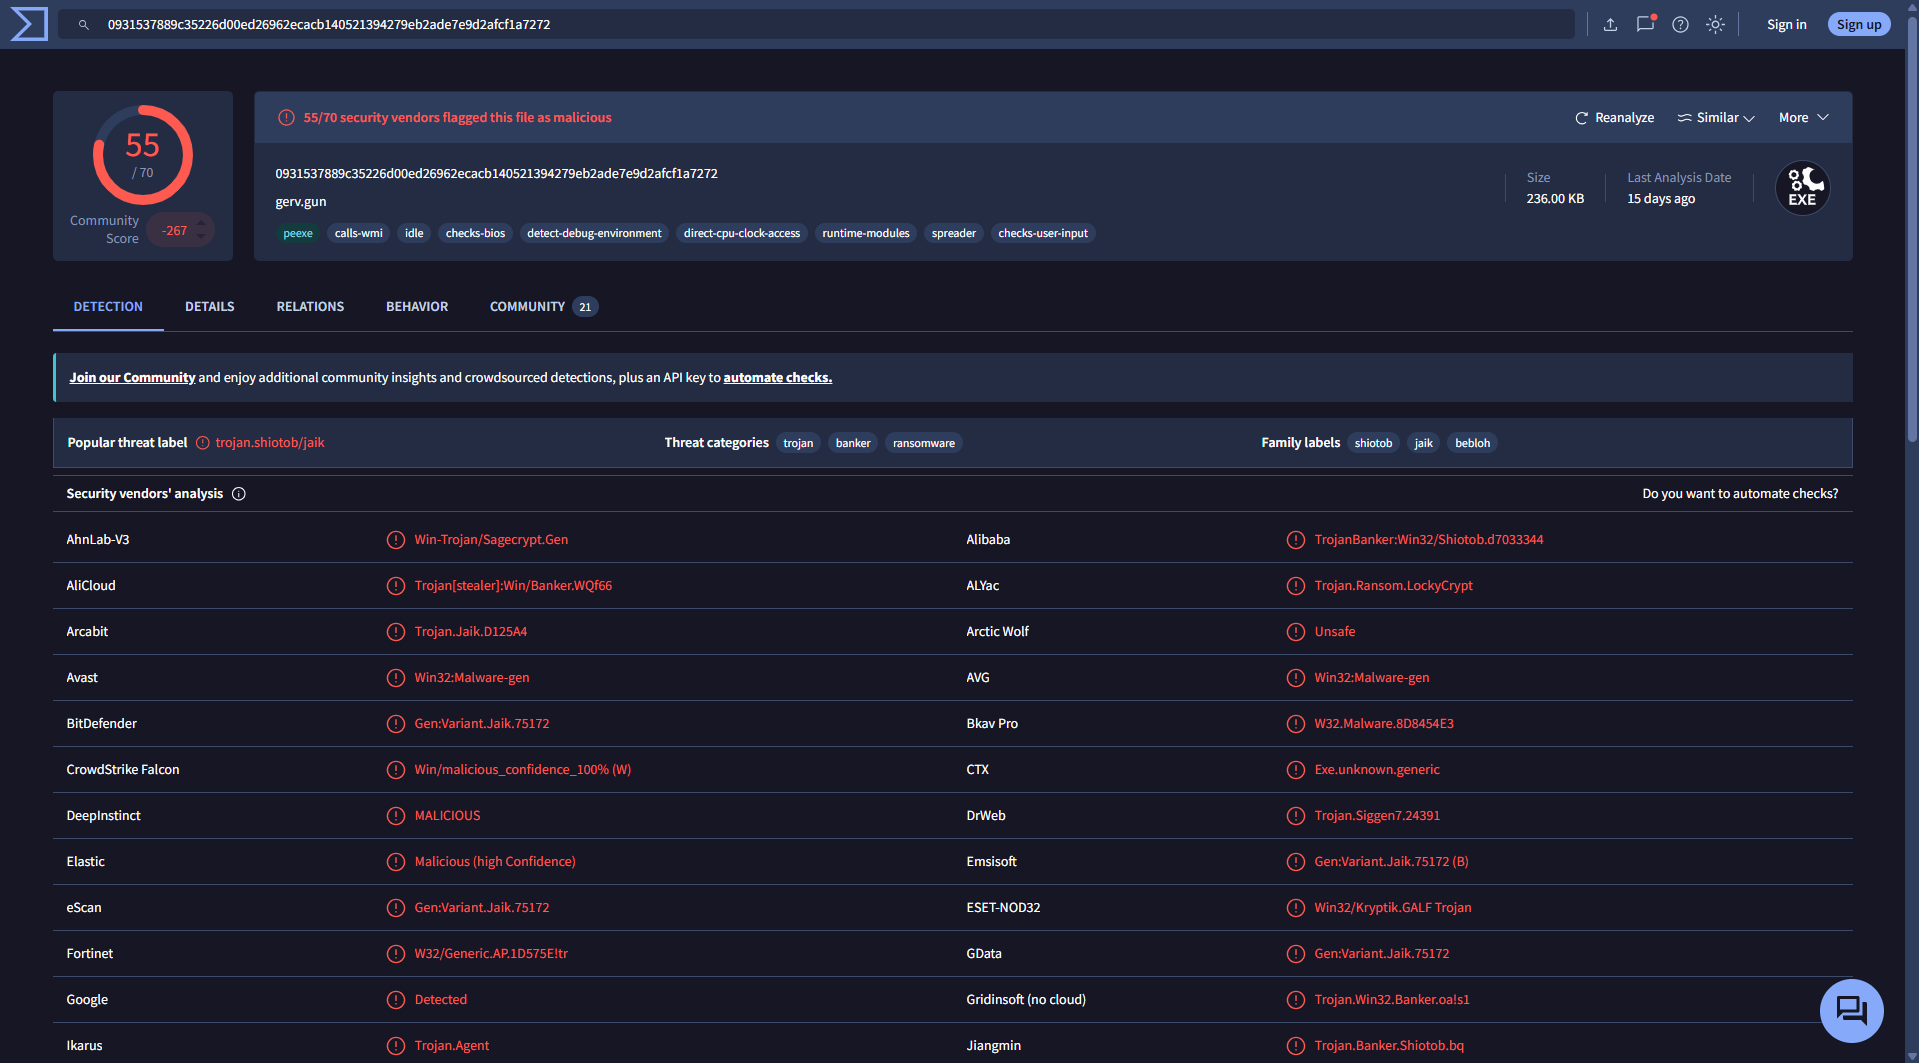 0931537889c35226d00ed26962ecacb140521394279eb2ade7e9d2afcf1a7272
Sign in
Sign up
55
/ 70
Community Score
-267
55/70 security vendors flagged this file as malicious
Reanalyze
Similar
More
0931537889c35226d00ed26962ecacb140521394279eb2ade7e9d2afcf1a7272
gerv.gun
peexe calls-wmi idle checks-bios detect-debug-environment direct-cpu-clock-access runtime-modules spreader checks-user-input
Size
236.00 KB
Last Analysis Date
15 days ago
EXE
DETECTION DETAILS RELATIONS BEHAVIOR COMMUNITY 21
Join our Community and enjoy additional community insights and crowdsourced detections, plus an API key to automate checks.
Popular threat label trojan.shiotob/jaik Threat categories trojan banker ransomware Family labels shiotob jaik bebloh
Security vendors' analysis Do you want to automate checks?
AhnLab-V3 Win-Trojan/Sagecrypt.Gen Alibaba TrojanBanker:Win32/Shiotob.d7033344
AliCloud Trojan[stealer]:Win/Banker.WQf66 ALYac Trojan.Ransom.LockyCrypt
Arcabit Trojan.Jaik.D125A4 Arctic Wolf Unsafe
Avast Win32:Malware-gen AVG Win32:Malware-gen
BitDefender Gen:Variant.Jaik.75172 Bkav Pro W32.Malware.8D8454E3
CrowdStrike Falcon Win/malicious_confidence_100% (W) CTX Exe.unknown.generic
DeepInstinct MALICIOUS DrWeb Trojan.Siggen7.24391
Elastic Malicious (high Confidence) Emsisoft Gen:Variant.Jaik.75172 (B)
eScan Gen:Variant.Jaik.75172 ESET-NOD32 Win32/Kryptik.GALF Trojan
Fortinet W32/Generic.AP.1D575E!tr GData Gen:Variant.Jaik.75172
Google Detected Gridinsoft (no cloud) Trojan.Win32.Banker.oa!s1
Ikarus Trojan.Agent Jiangmin Trojan.Banker.Shiotob.bq